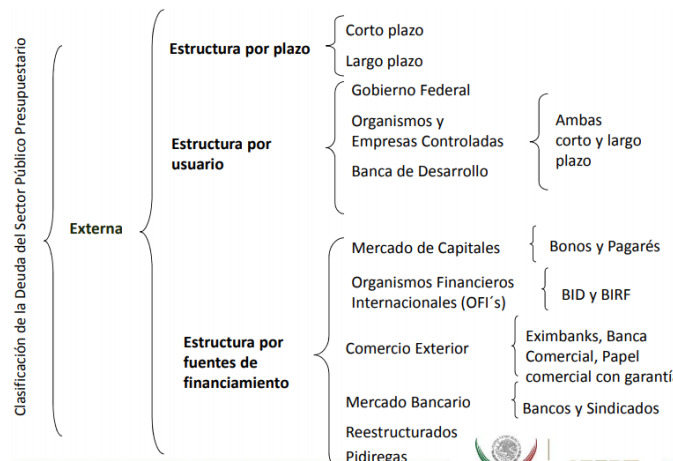 Clasificación de la Deuda del Sector Público Presupuestario
Externa
Estructura por plazo
Corto plazo
Largo plazo
Estructura por
usuario
Gobierno Federal
Organismos y
Empresas Controladas
Banca de Desarrollo
Ambas
corto y largo
plazo
Estructura por
fuentes de
financiamiento
Mercado de Capitales
Bonos y Pagarés
Organismos Financieros
Internacionales (OFI´s)
BID y BIRF
Comercio Exterior
Eximbanks, Banca
Comercial, Papel
comercial con garantí
Mercado Bancario
Bancos y Sindicados
Reestructurados
Pidiregas